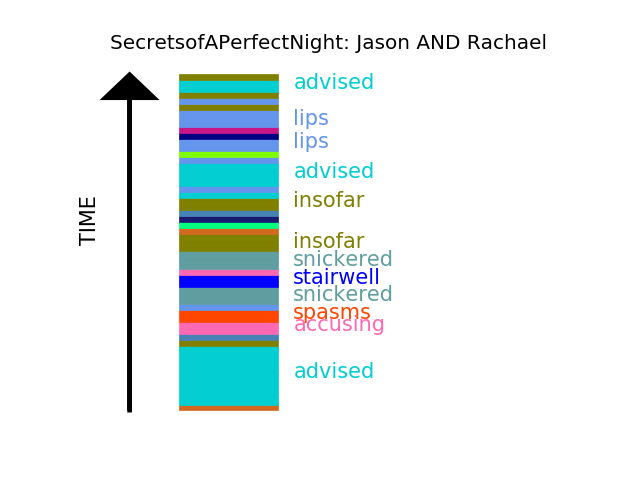 SecretsofAPerfectNight: Jason AND Rachael
advised
lips
lips
advised
insofar
insofar
snickered
stairwell
snickered
spasms
accusing
advised
TIME